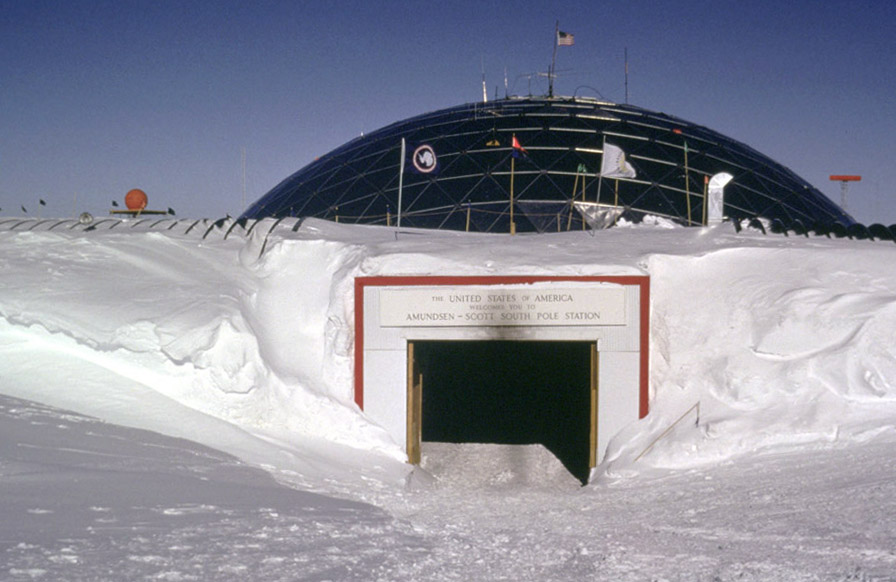 THE UNITED STATES OF AMERICA
WELCOMES YOU TO
AMUNDSEN - SCOTT SOUTH POLE STATION